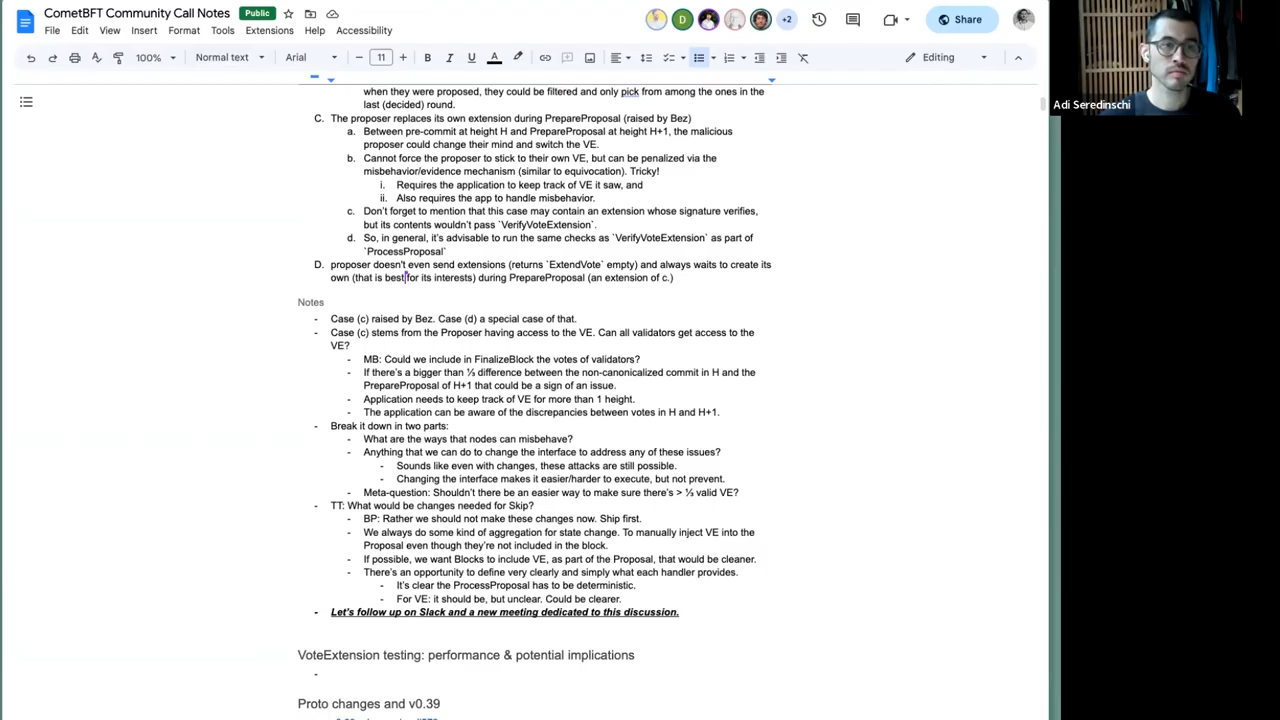 CometBFT Community Call Notes
Public
File Edit View Insert Format Tools Extensions Help Accessibility
D
+2
Share
100%
Normal text
Arial
11
B I U A
Editing
Adi Seredinschi
when they were proposed, they could be filtered and only pick from among the ones in the
last (decided) round.
C. The proposer replaces its own extension during PrepareProposal (raised by Bez)
a. Between pre-commit at height H and PrepareProposal at height H+1, the malicious
proposer could change their mind and switch the VE.
b. Cannot force the proposer to stick to their own VE, but can be penalized via the
misbehavior/evidence mechanism (similar to equivocation). Tricky!
i. Requires the application to keep track of VE it saw, and
ii. Also requires the app to handle misbehavior.
c. Don't forget to mention that this case may contain an extension whose signature verifies,
but its contents wouldn't pass `VerifyVoteExtension`.
d. So, in general, it's advisable to run the same checks as `VerifyVoteExtension` as part of
`ProcessProposal`
D. proposer doesn't even send extensions (returns `ExtendVote` empty) and always waits to create its
own (that is best for its interests) during PrepareProposal (an extension of c.)
Notes
- Case (c) raised by Bez. Case (d) a special case of that.
- Case (c) stems from the Proposer having access to the VE. Can all validators get access to the
VE?
- MB: Could we include in FinalizeBlock the votes of validators?
- If there's a bigger than ⅓ difference between the non-canonicalized commit in H and the
PrepareProposal of H+1 that could be a sign of an issue.
- Application needs to keep track of VE for more than 1 height.
- The application can be aware of the discrepancies between votes in H and H+1.
- Break it down in two parts:
- What are the ways that nodes can misbehave?
- Anything that we can do to change the interface to address any of these issues?
- Sounds like even with changes, these attacks are still possible.
- Changing the interface makes it easier/harder to execute, but not prevent.
- Meta-question: Shouldn't there be an easier way to make sure there's > ⅓ valid VE?
- TT: What would be changes needed for Skip?
- BP: Rather we should not make these changes now. Ship first.
- We always do some kind of aggregation for state change. To manually inject VE into the
Proposal even though they're not included in the block.
- If possible, we want Blocks to include VE, as part of the Proposal, that would be cleaner.
- There's an opportunity to define very clearly and simply what each handler provides.
- It's clear the ProcessProposal has to be deterministic.
- For VE: it should be, but unclear. Could be clearer.
- Let's follow up on Slack and a new meeting dedicated to this discussion.
VoteExtension testing: performance & potential implications
-
Proto changes and v0.39